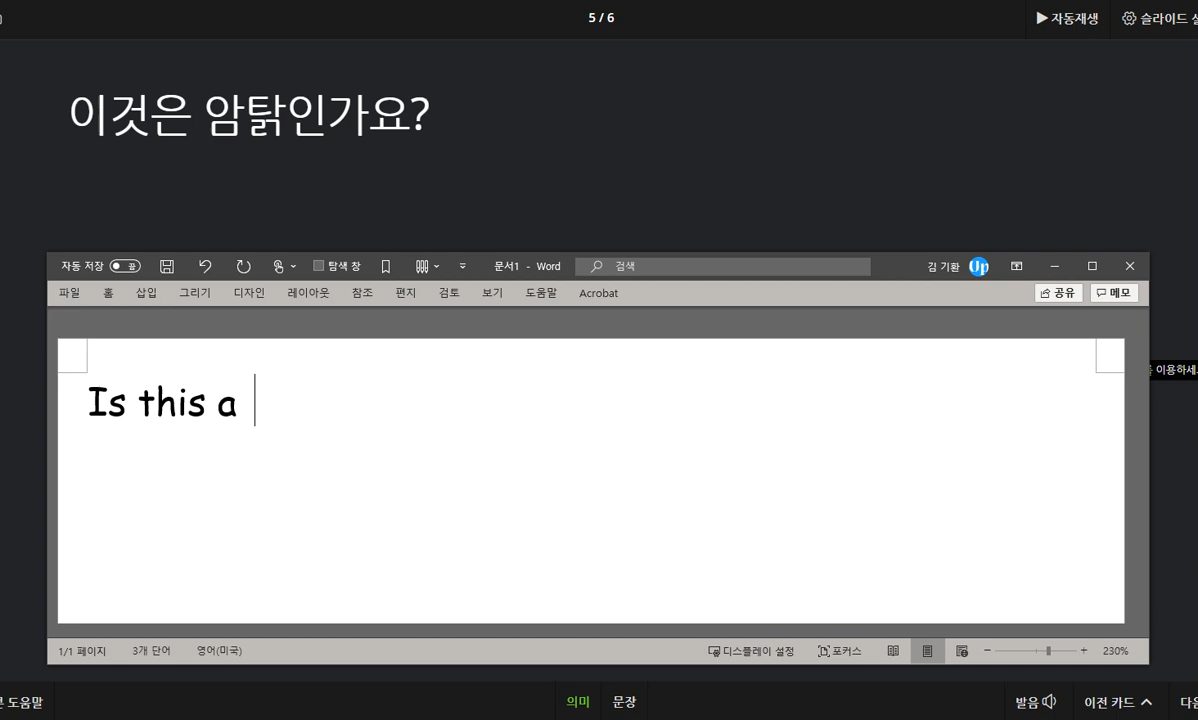 5 / 6
▶ 자동재생
슬라이드
이것은 암탉인가요?
자동 저장 끔
탐색 창
문서1 - Word
검색
김 기환
Up
파일 홈 삽입 그리기 디자인 레이아웃 참조 편지 검토 보기 도움말 Acrobat
공유 메모
이용하세
Is this a
1/1 페이지 3개 단어 영어(미국)
디스플레이 설정 포커스 - + 230%
도움말
의미 문장
발음 이전 카드